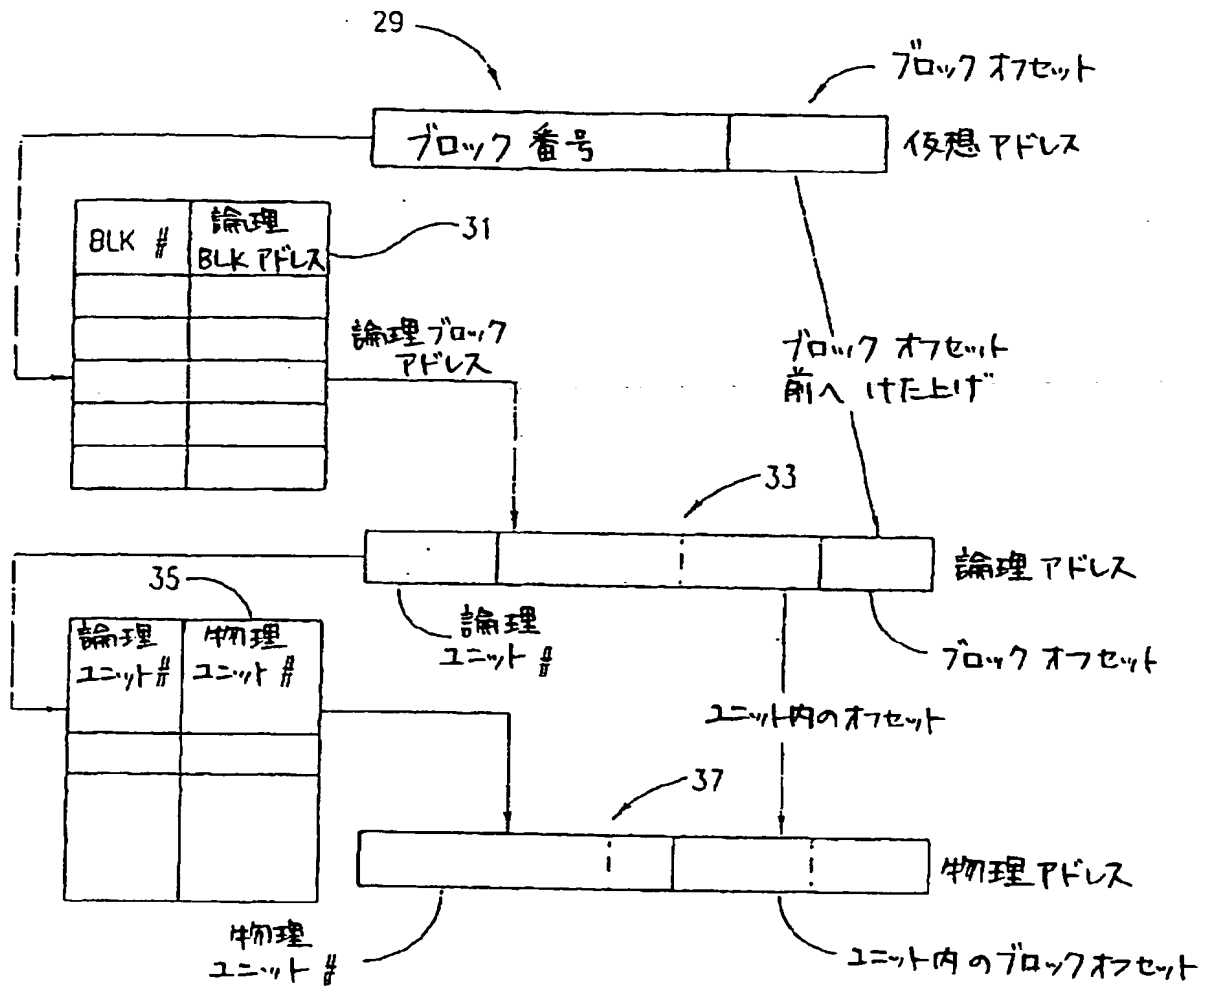 29
ブロック オフセット
ブロック 番号
仮想アドレス
BLK #
論理
BLK アドレス
31
論理ブロック
アドレス
ブロック オフセット
前へ けた上げ
33
論理アドレス
論理
ユニット #
ブロック オフセット
35
論理
ユニット #
物理
ユニット #
ユニット内のオフセット
37
物理アドレス
物理
ユニット #
ユニット内のブロックオフセット